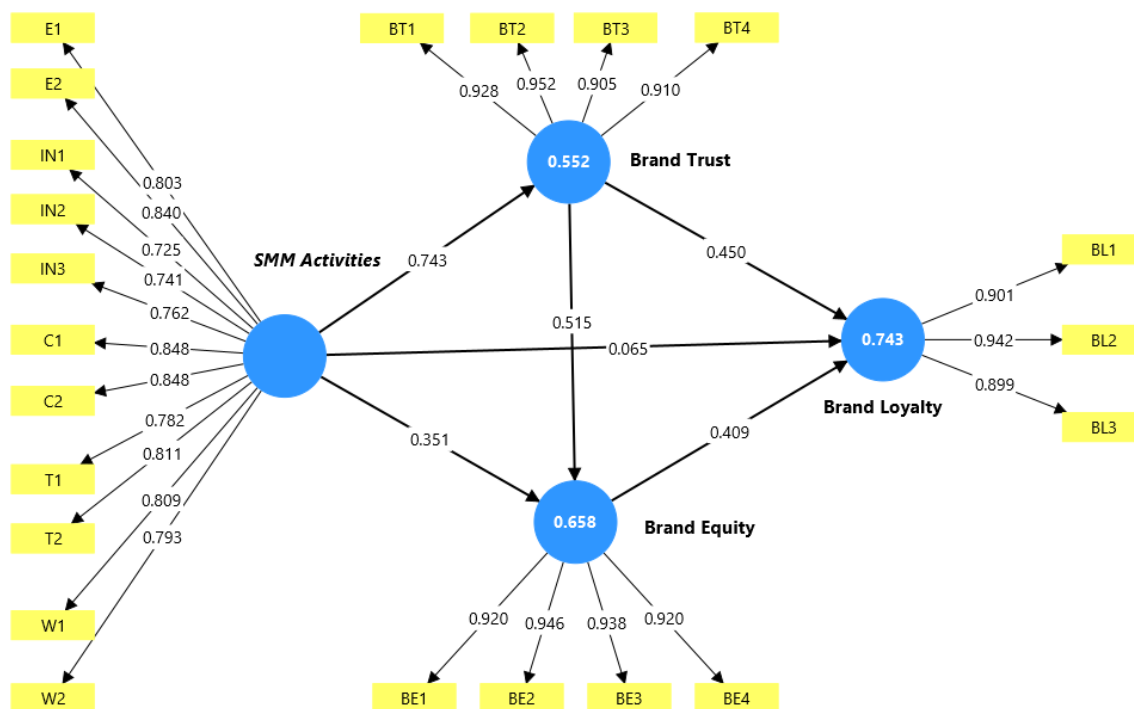 E1
E2
IN1
IN2
IN3
C1
C2
T1
T2
W1
W2
0.803
0.840
0.725
0.741
0.762
0.848
0.848
0.782
0.811
0.809
0.793
SMM Activities
BT1
BT2
BT3
BT4
0.928
0.952
0.905
0.910
0.552
Brand Trust
0.743
0.450
0.515
0.065
0.351
0.409
0.743
Brand Loyalty
0.901
0.942
0.899
BL1
BL2
BL3
0.658
Brand Equity
0.920
0.946
0.938
0.920
BE1
BE2
BE3
BE4